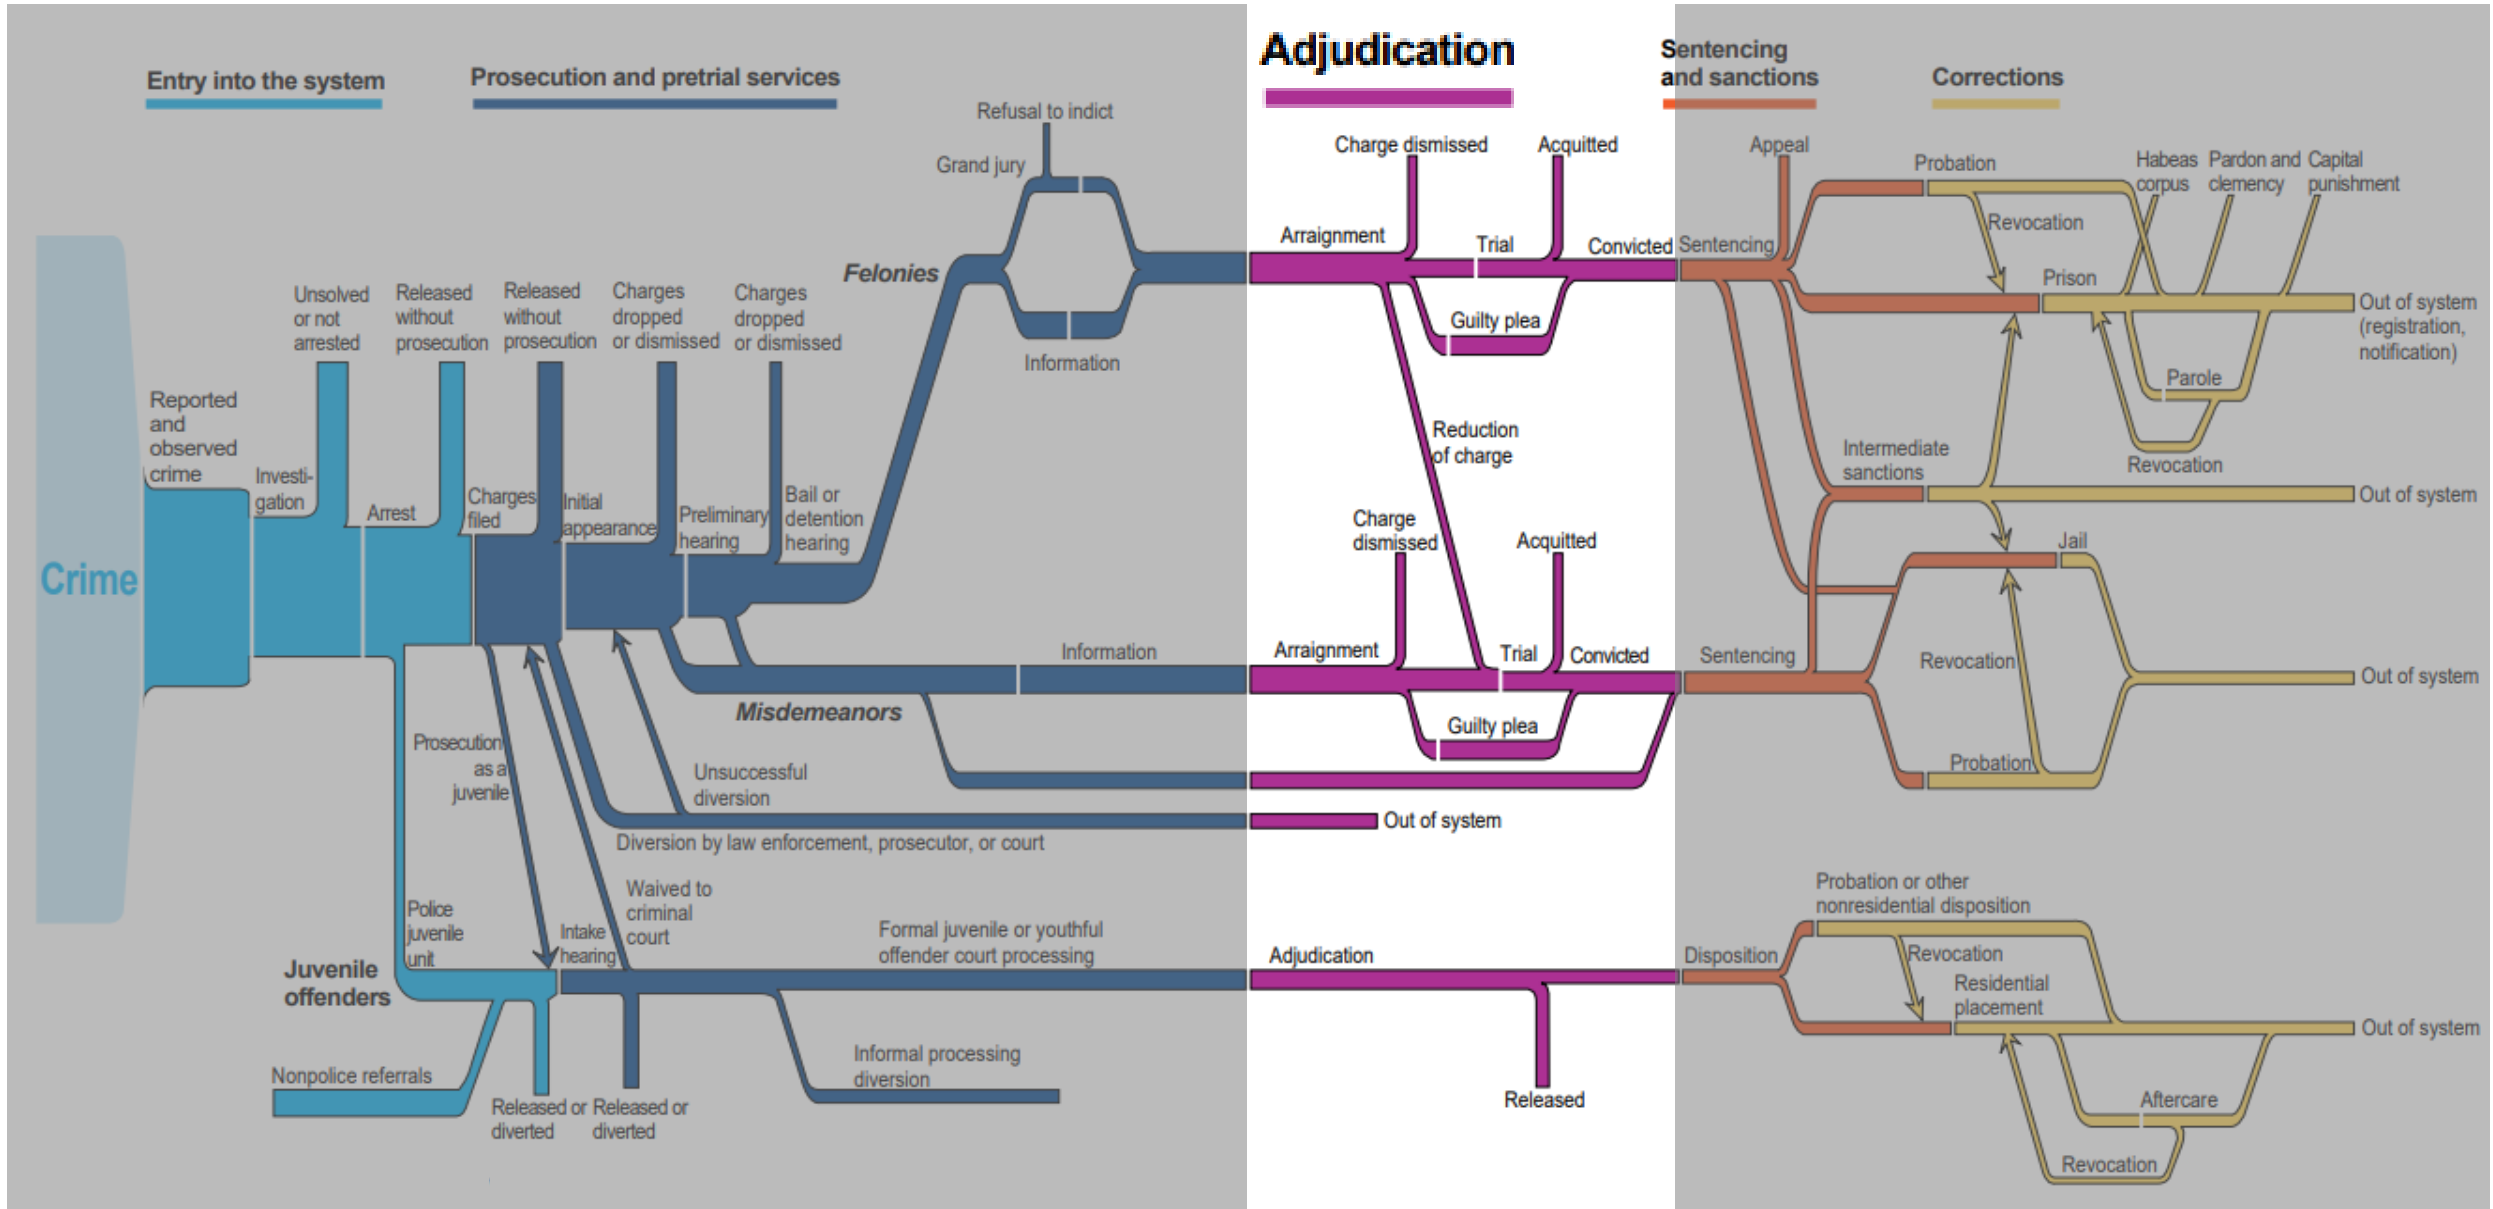 Entry into the system
Prosecution and pretrial services
Adjudication
Sentencing
and sanctions
Corrections
Refusal to indict
Grand jury
Felonies
Information
Charge dismissed
Acquitted
Arraignment
Trial
Convicted
Guilty plea
Reduction
of charge
Sentencing
Appeal
Probation
Revocation
Prison
Habeas
corpus
Pardon and
clemency
Capital
punishment
Out of system
(registration,
notification)
Parole
Revocation
Intermediate
sanctions
Out of system
Crime
Reported
and
observed
crime
Investi-
gation
Unsolved
or not
arrested
Arrest
Released
without
prosecution
Charges
filed
Released
without
prosecution
Initial
appearance
Charges
dropped
or dismissed
Preliminary
hearing
Charges
dropped
or dismissed
Bail or
detention
hearing
Misdemeanors
Information
Charge
dismissed
Acquitted
Arraignment
Trial
Convicted
Guilty plea
Sentencing
Jail
Revocation
Probation
Out of system
Unsuccessful
diversion
Diversion by law enforcement, prosecutor, or court
Out of system
Prosecution
as a
juvenile
Waived to
criminal
court
Police
juvenile
unit
Juvenile
offenders
Intake
hearing
Formal juvenile or youthful
offender court processing
Nonpolice referrals
Released or
diverted
Released or
diverted
Informal processing
diversion
Adjudication
Released
Disposition
Probation or other
nonresidential disposition
Revocation
Residential
placement
Out of system
Aftercare
Revocation